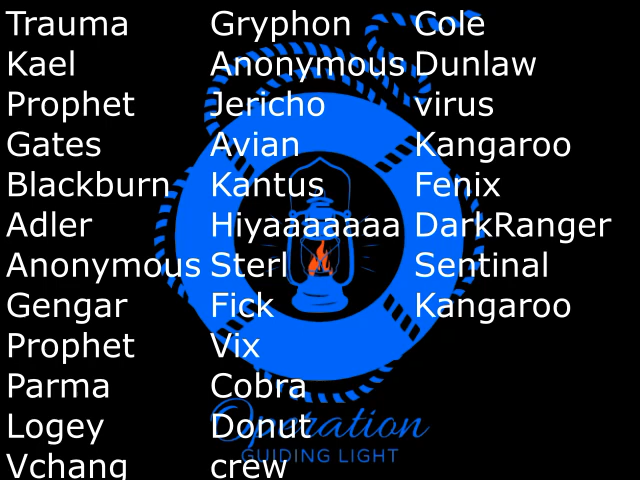 Trauma
Kael
Prophet
Gates
Blackburn
Adler
Anonymous
Gengar
Prophet
Parma
Logey
Vchang
Gryphon
Anonymous
Jericho
Avian
Kantus
Hiyaaaaaaa
Sterl
Fick
Vix
Cobra
Donut
crew
Cole
Dunlaw
virus
Kangaroo
Fenix
DarkRanger
Sentinal
Kangaroo
Operation
GUIDING LIGHT